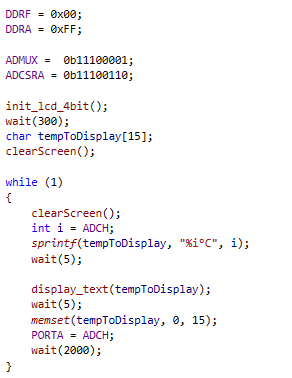 DDRF = 0x00;
DDRA = 0xFF;
ADMUX =  0b11100001;
ADCSRA = 0b11100110;
init_lcd_4bit();
wait(300);
char tempToDisplay[15];
clearScreen();
while (1)
{
    clearScreen();
    int i = ADCH;
    sprintf(tempToDisplay, "%i°C", i);
    wait(5);
    display_text(tempToDisplay);
    wait(5);
    memset(tempToDisplay, 0, 15);
    PORTA = ADCH;
    wait(2000);
}